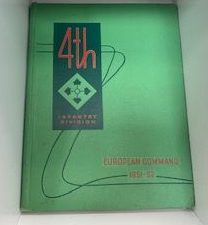 4th
INFANTRY
DIVISION
EUROPEAN COMMAND
1951-52